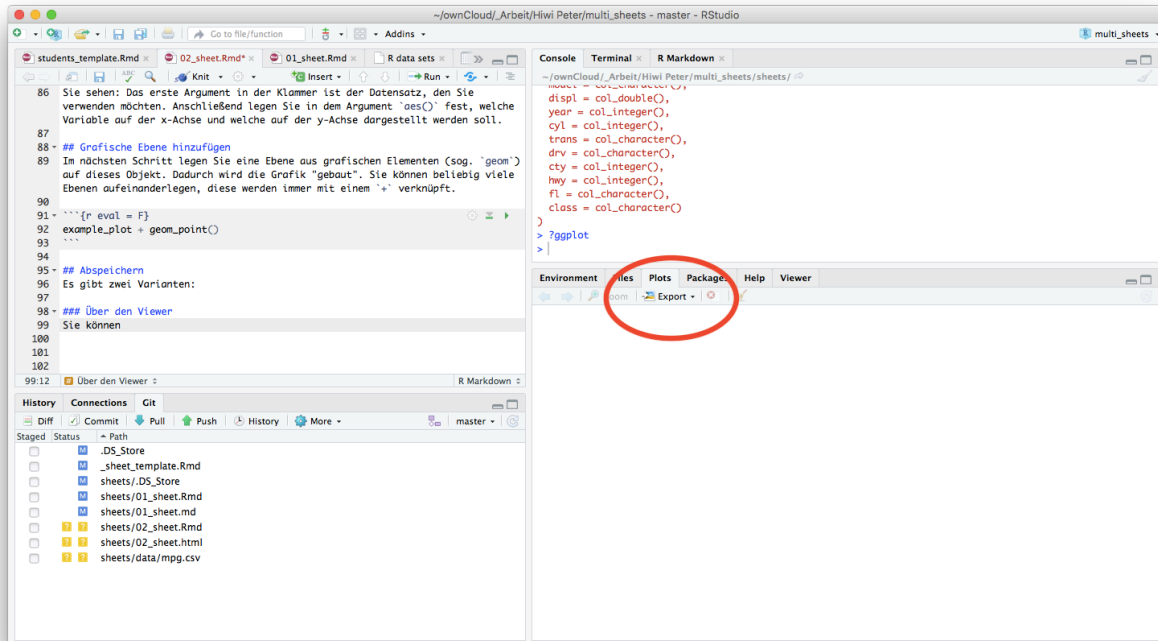 ~/ownCloud/_Arbeit/Hiwi Peter/multi_sheets - master - RStudio
Go to file/function Addins multi_sheets
students_template.Rmd 02_sheet.Rmd* 01_sheet.Rmd R data sets
ABC Knit Insert Run
86 Sie sehen: Das erste Argument in der Klammer ist der Datensatz, den Sie
verwenden möchten. Anschließend legen Sie in dem Argument `aes()` fest, welche
Variable auf der x-Achse und welche auf der y-Achse dargestellt werden soll.
87
88 ## Grafische Ebene hinzufügen
89 Im nächsten Schritt legen Sie eine Ebene aus grafischen Elementen (sog. `geom`)
auf dieses Objekt. Dadurch wird die Grafik "gebaut". Sie können beliebig viele
Ebenen aufeinanderlegen, diese werden immer mit einem `+` verknüpft.
90
91 ```{r eval = F}
92 example_plot + geom_point()
93 ```
94
95 ## Abspeichern
96 Es gibt zwei Varianten:
97
98 ### Über den Viewer
99 Sie können
100
101
102
99:12 # Über den Viewer R Markdown
History Connections Git
Diff Commit Pull Push History More master
Staged Status Path
M .DS_Store
M _sheet_template.Rmd
M sheets/.DS_Store
M sheets/01_sheet.Rmd
M sheets/01_sheet.md
? ? sheets/02_sheet.Rmd
? ? sheets/02_sheet.html
? ? sheets/data/mpg.csv
Console Terminal R Markdown
~/ownCloud/_Arbeit/Hiwi Peter/multi_sheets/sheets/
model = col_character(),
displ = col_double(),
year = col_integer(),
cyl = col_integer(),
trans = col_character(),
drv = col_character(),
cty = col_integer(),
hwy = col_integer(),
fl = col_character(),
class = col_character()
)
> ?ggplot
>
Environment Files Plots Packages Help Viewer
Zoom Export